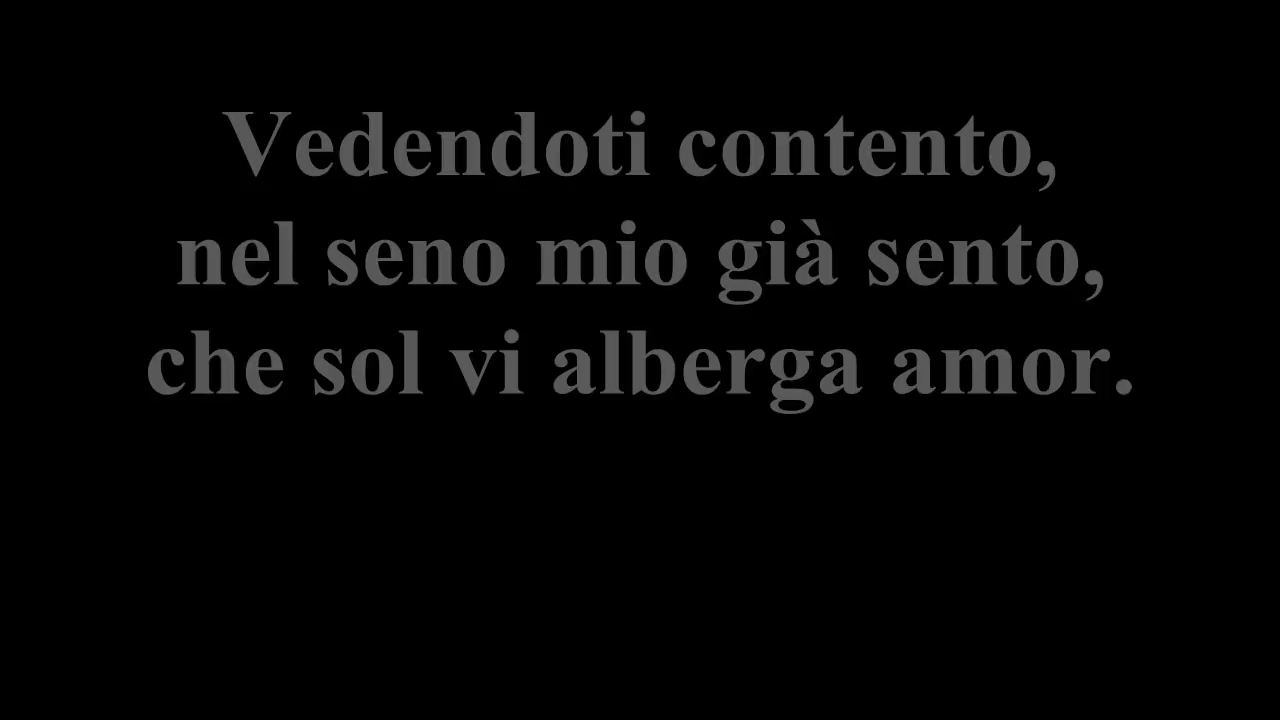 Vedendoti contento,
nel seno mio già sento,
che sol vi alberga amor.